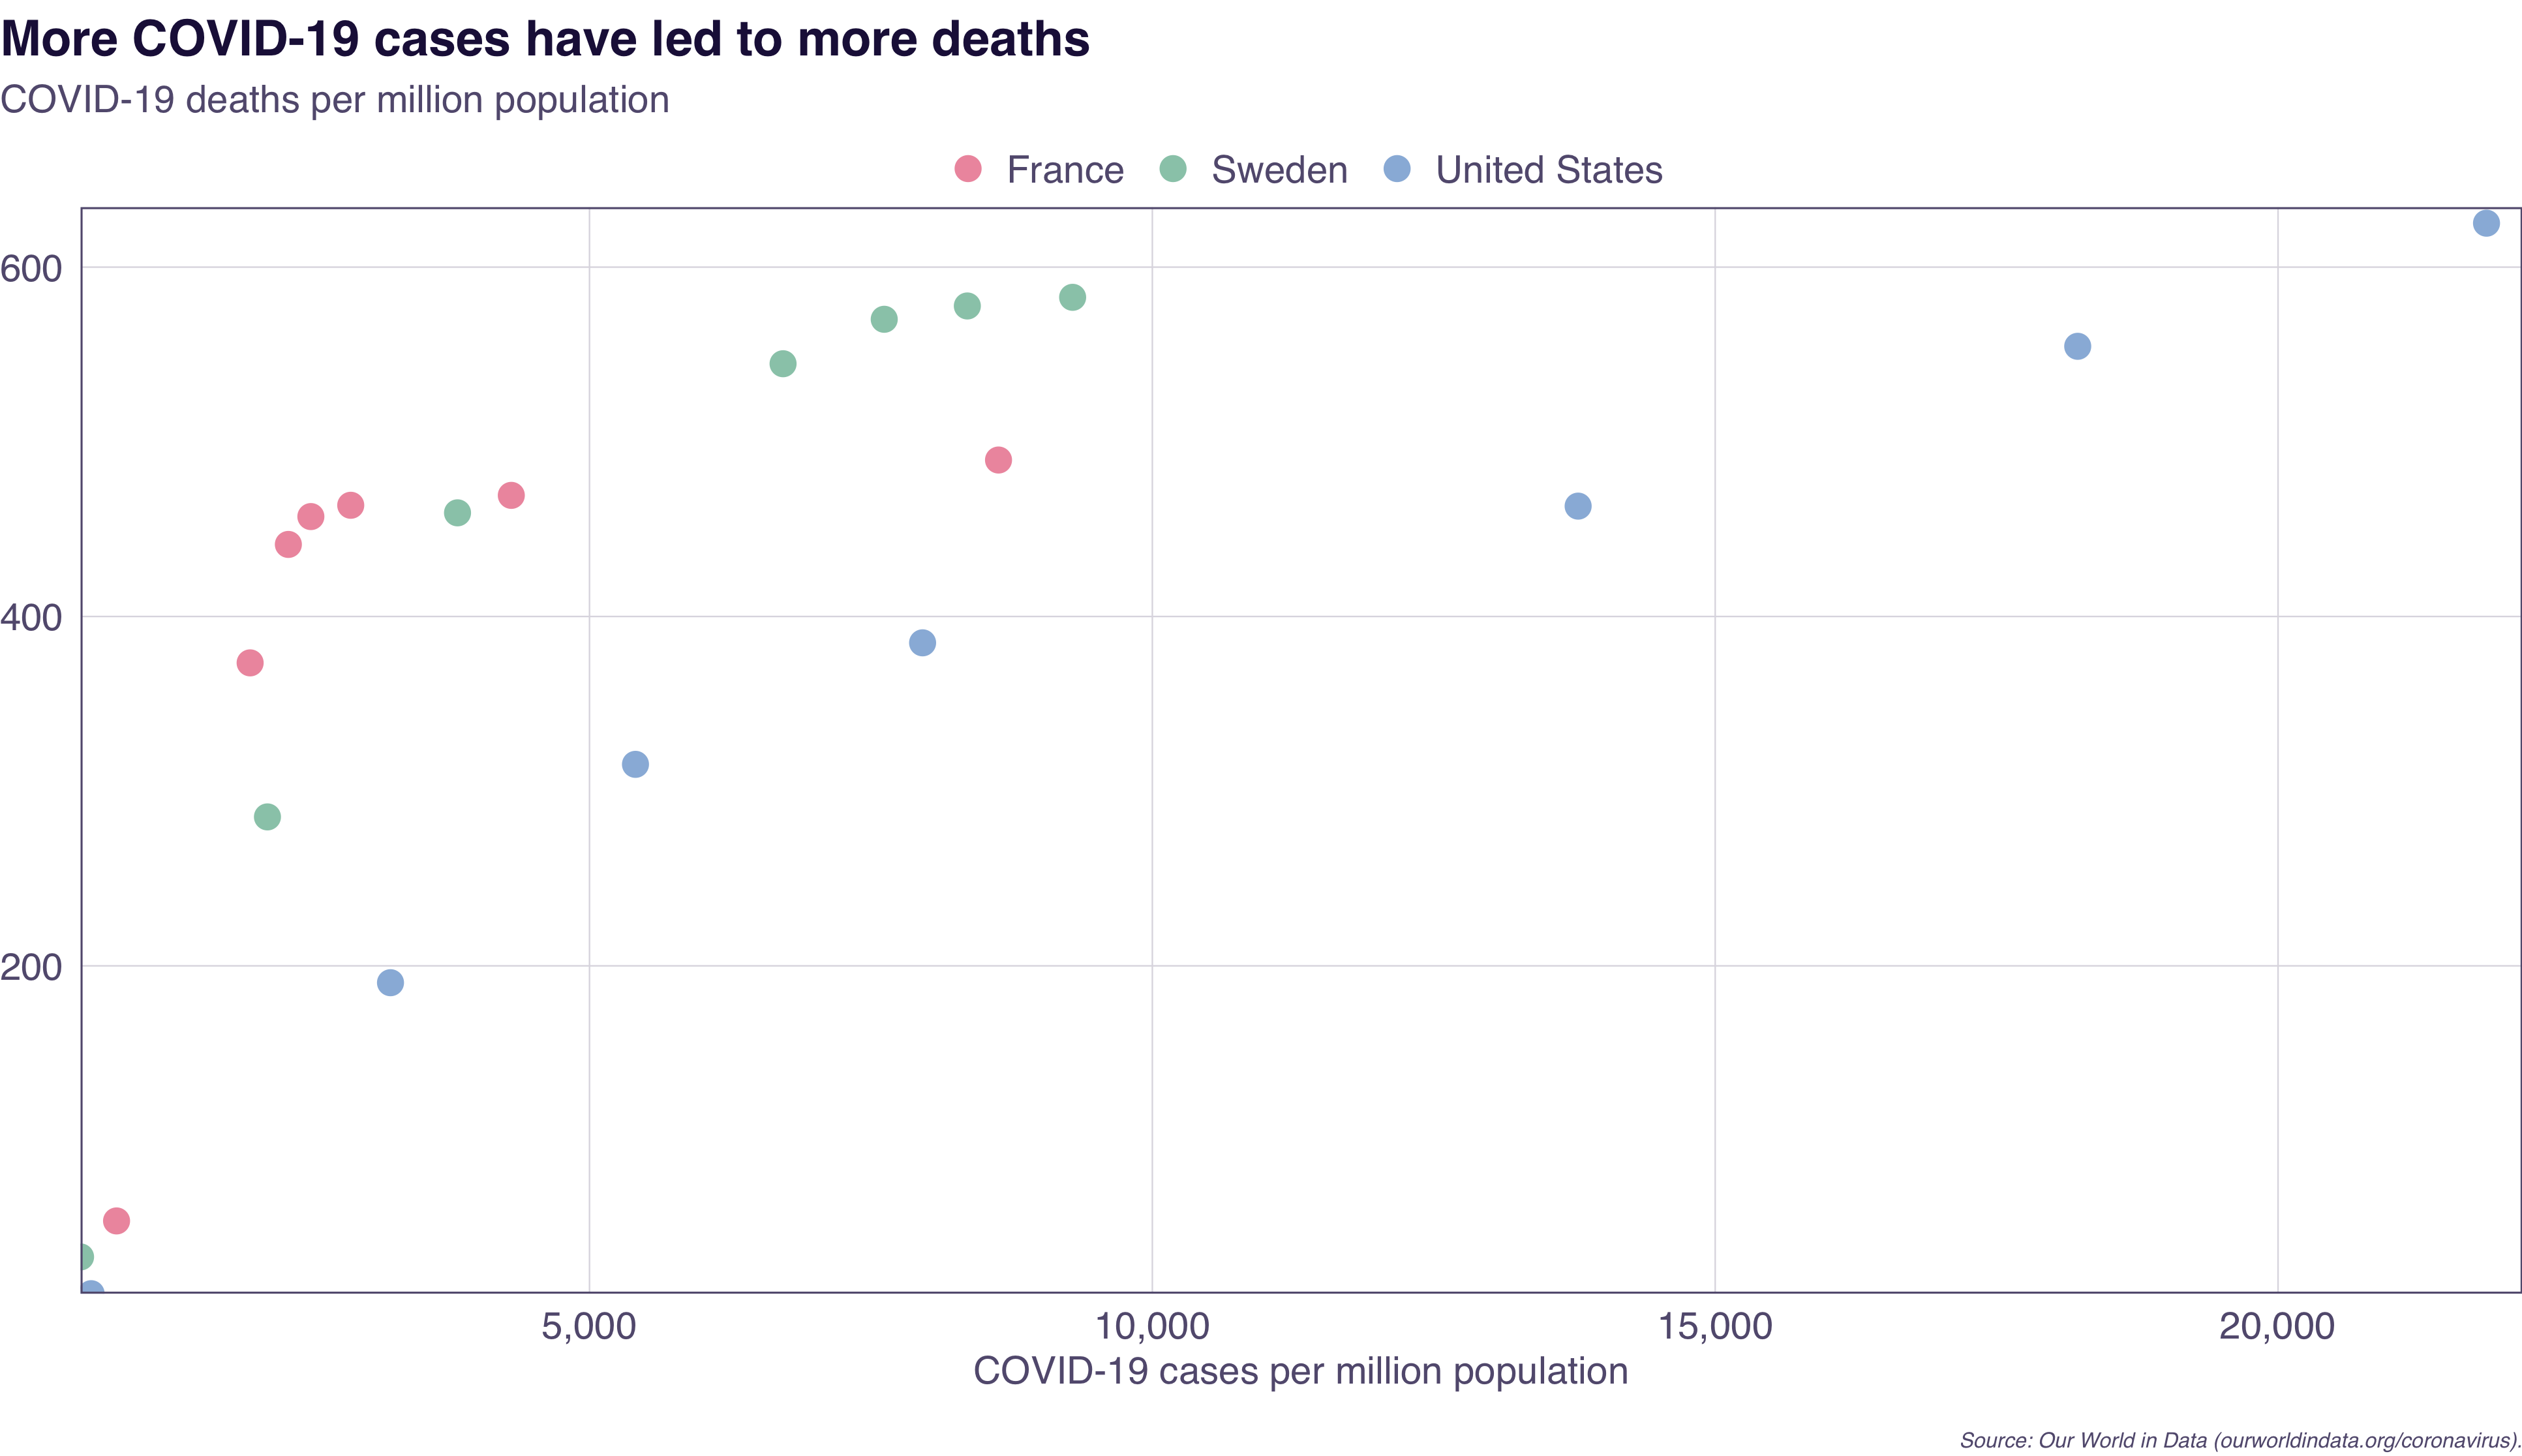 More COVID-19 cases have led to more deaths
COVID-19 deaths per million population
France Sweden United States
600
400
200
5,000 10,000 15,000 20,000
COVID-19 cases per million population
Source: Our World in Data (ourworldindata.org/coronavirus).